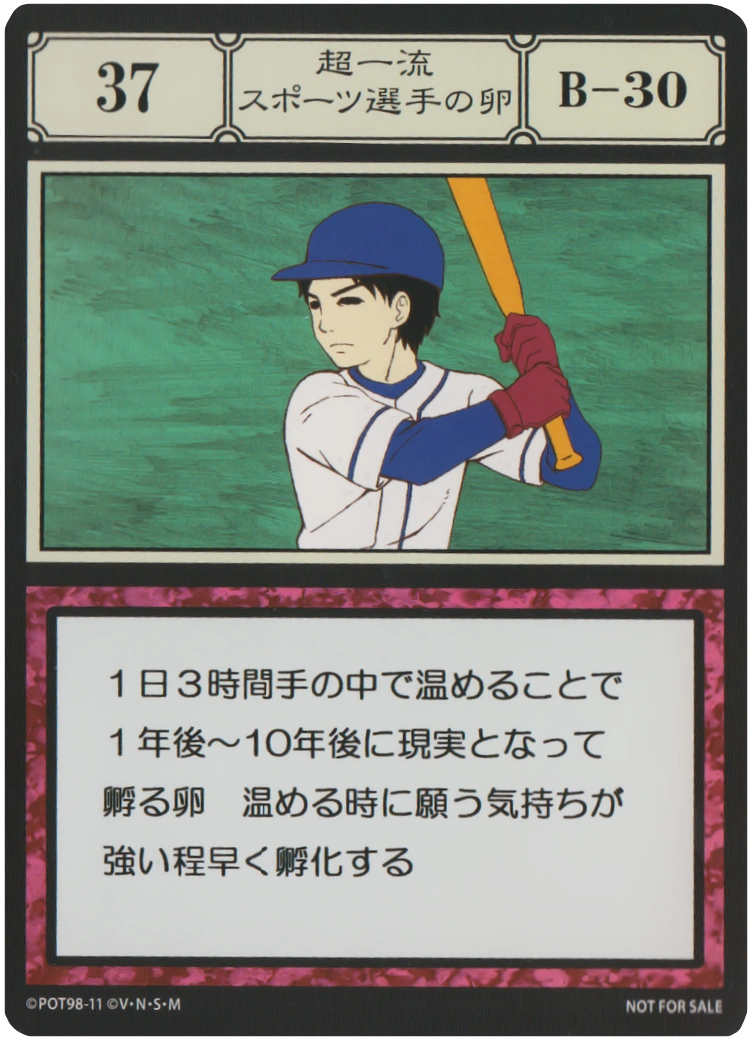 37
超一流
スポーツ選手の卵
B-30
1日3時間手の中で温めることで
1年後～10年後に現実となって
孵る卵　温める時に願う気持ちが
強い程早く孵化する
©POT98-11 ©V・N・S・M
NOT FOR SALE